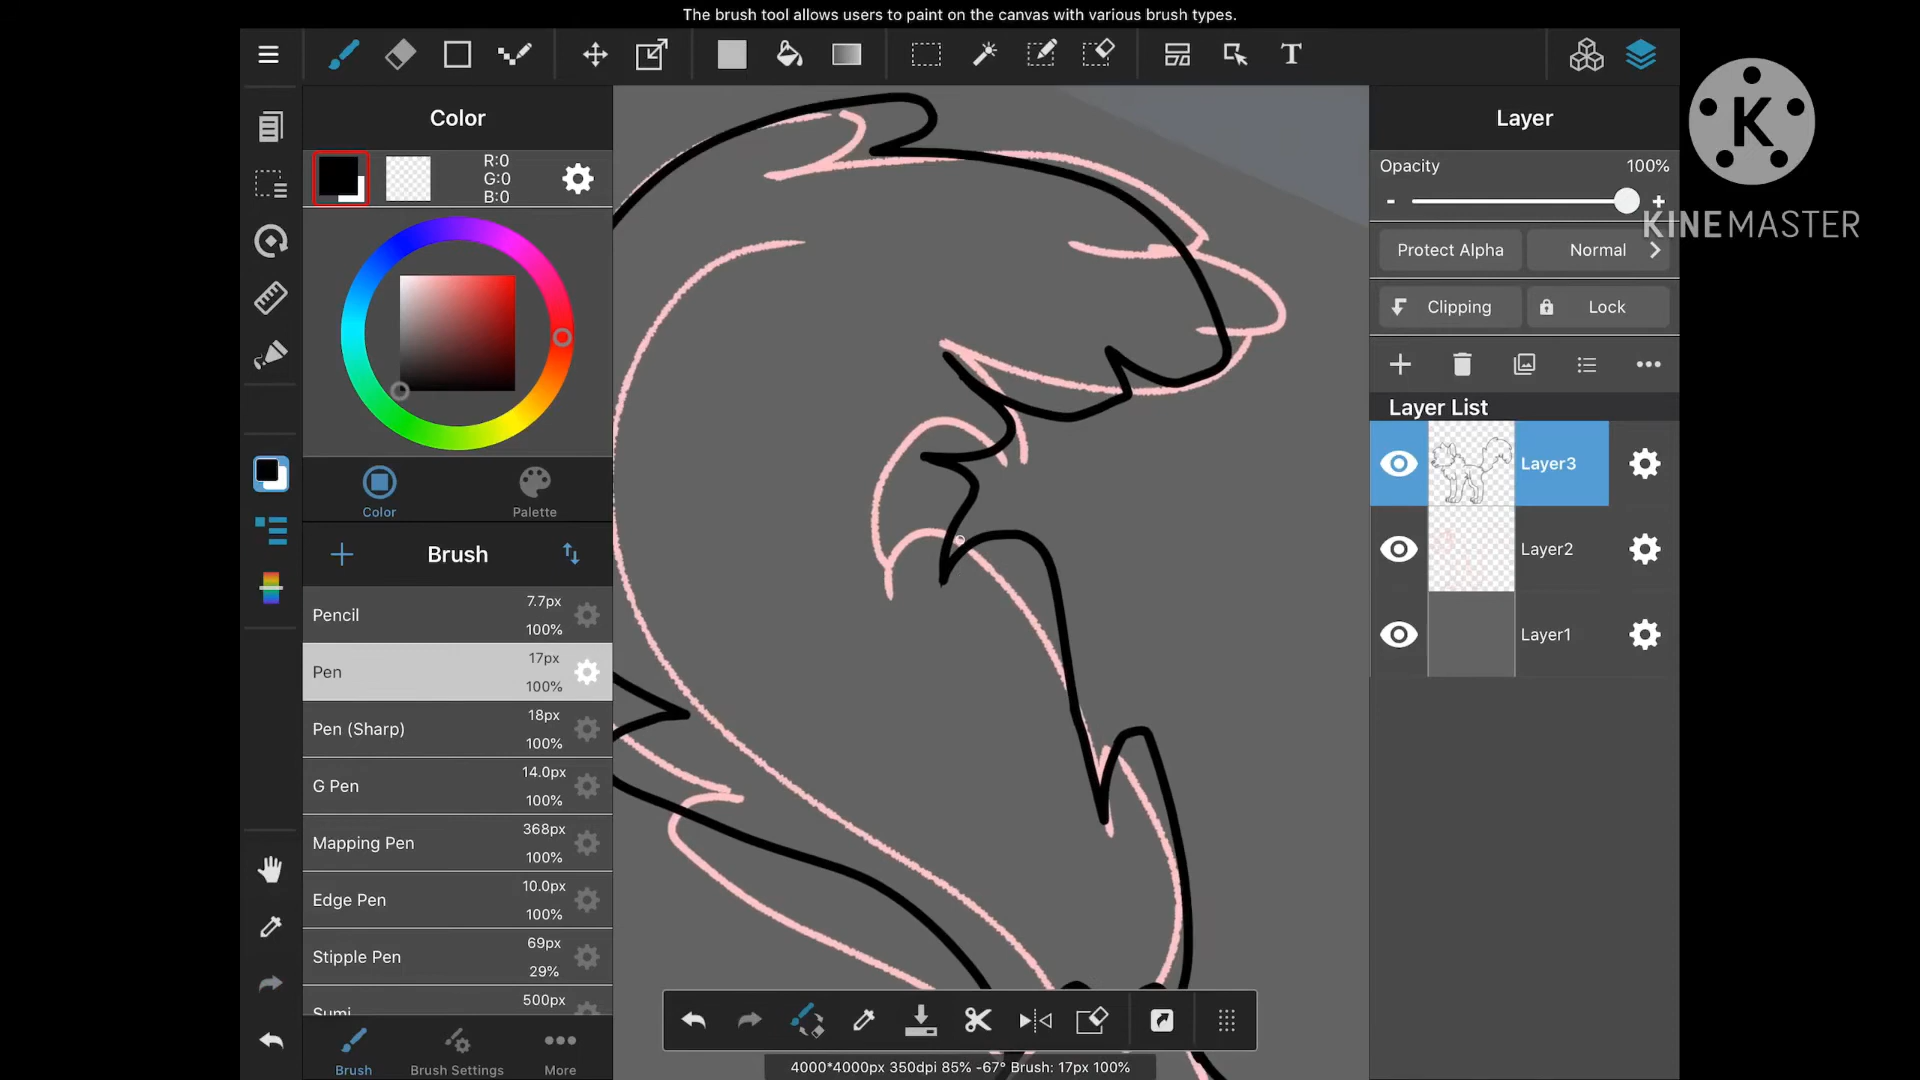 The brush tool allows users to paint on the canvas with various brush types.
T
Color
R:0
G:0
B:0
Color
Palette
Brush
Pencil
7.7px
100%
Pen
17px
100%
Pen (Sharp)
18px
100%
G Pen
14.0px
100%
Mapping Pen
368px
100%
Edge Pen
10.0px
100%
Stipple Pen
69px
29%
Sumi
500px
Brush
Brush Settings
More
4000*4000px 350dpi 85% -67° Brush: 17px 100%
Layer
Opacity
100%
-
+
Protect Alpha
Normal
Clipping
Lock
Layer List
Layer3
Layer2
Layer1
K
KINEMASTER